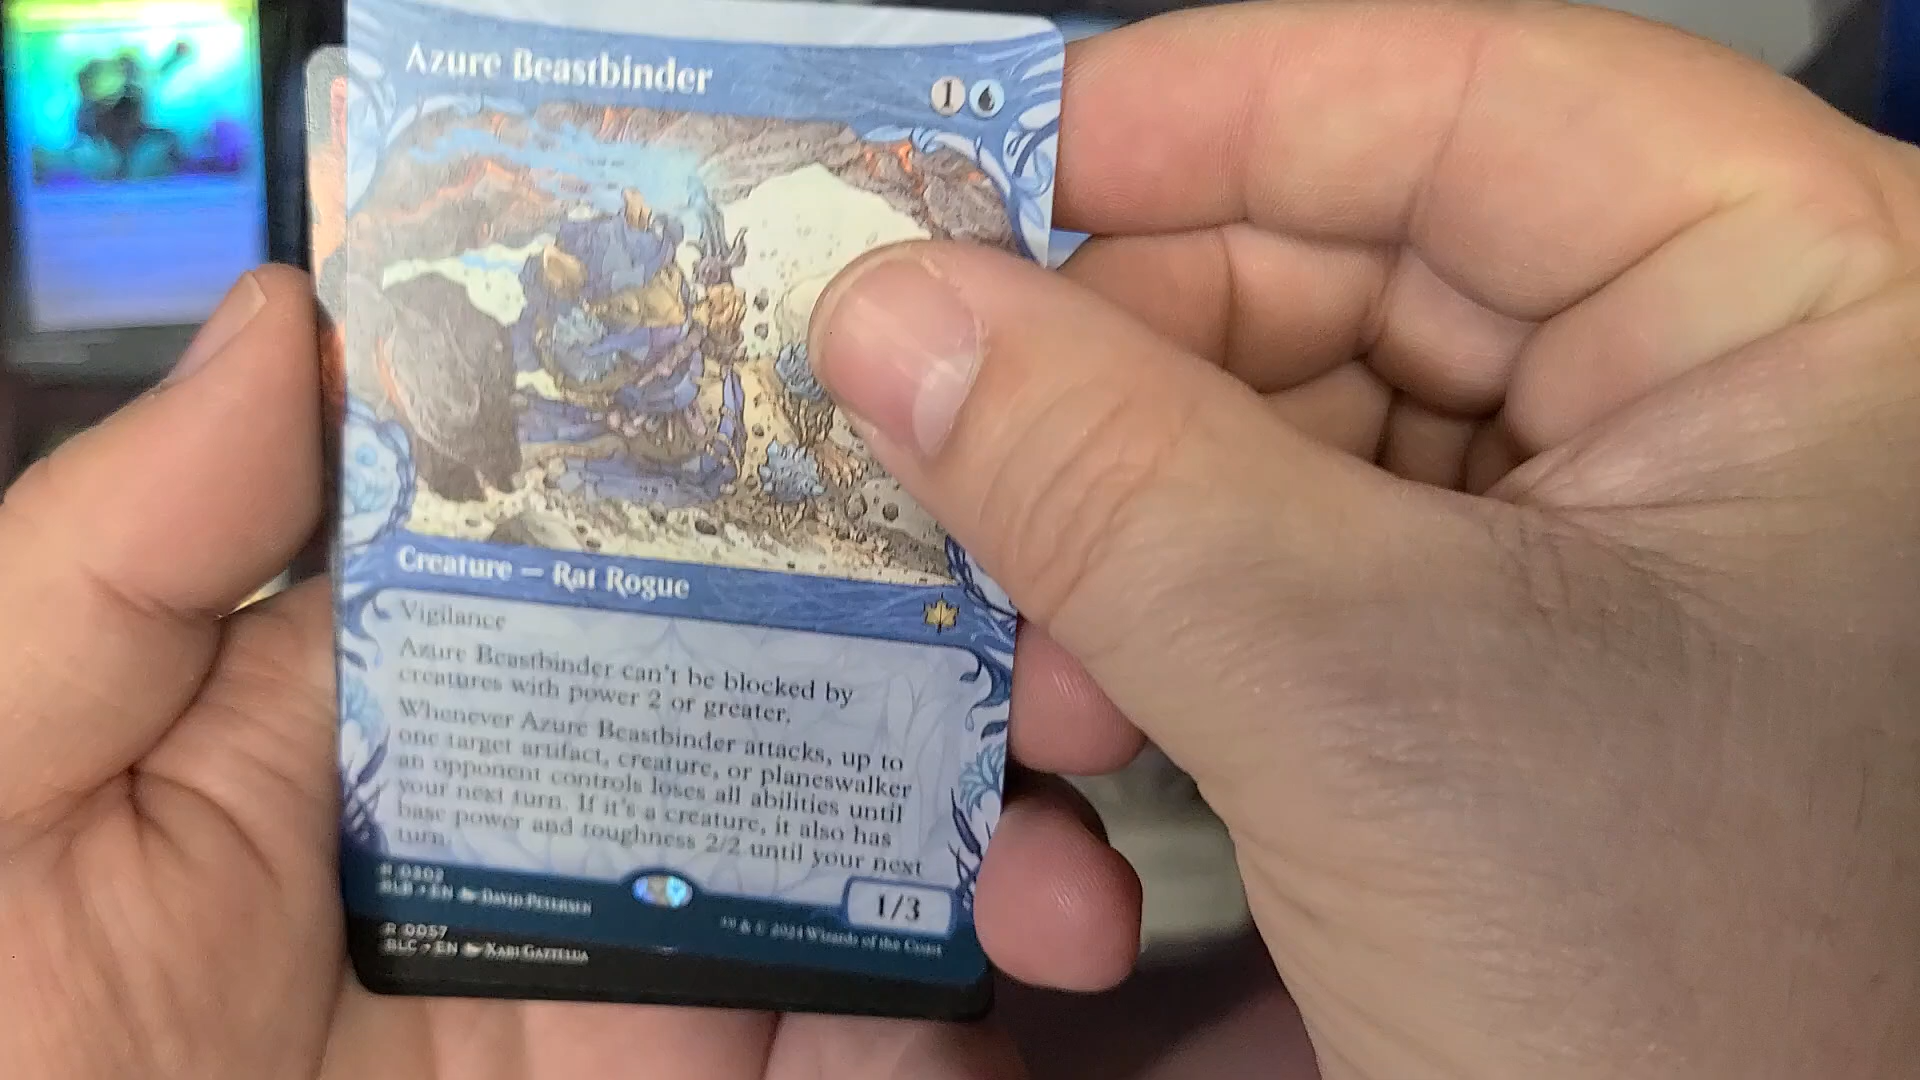 Azure Beastbinder
1
Creature — Rat Rogue
Vigilance
Azure Beastbinder can't be blocked by
creatures with power 2 or greater.
Whenever Azure Beastbinder attacks, up to
one target artifact, creature, or planeswalker
an opponent controls loses all abilities until
your next turn. If it's a creature, it also has
base power and toughness 2/2 until your next
turn.
R 0302
BLB • EN DAVID PETERSEN
1/3
™ & © 2024 Wizards of the Coast
R 0057
BLC • EN